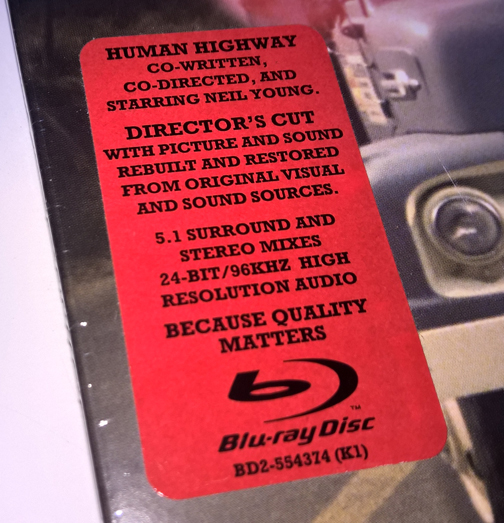 HUMAN HIGHWAY
CO-WRITTEN,
CO-DIRECTED, AND
STARRING NEIL YOUNG.
DIRECTOR'S CUT
WITH PICTURE AND SOUND
REBUILT AND RESTORED
FROM ORIGINAL VISUAL
AND SOUND SOURCES.
5.1 SURROUND AND
STEREO MIXES
24-BIT/96KHZ HIGH
RESOLUTION AUDIO
BECAUSE QUALITY
MATTERS
b
™
Blu-ray Disc
BD2-554374 (K1)